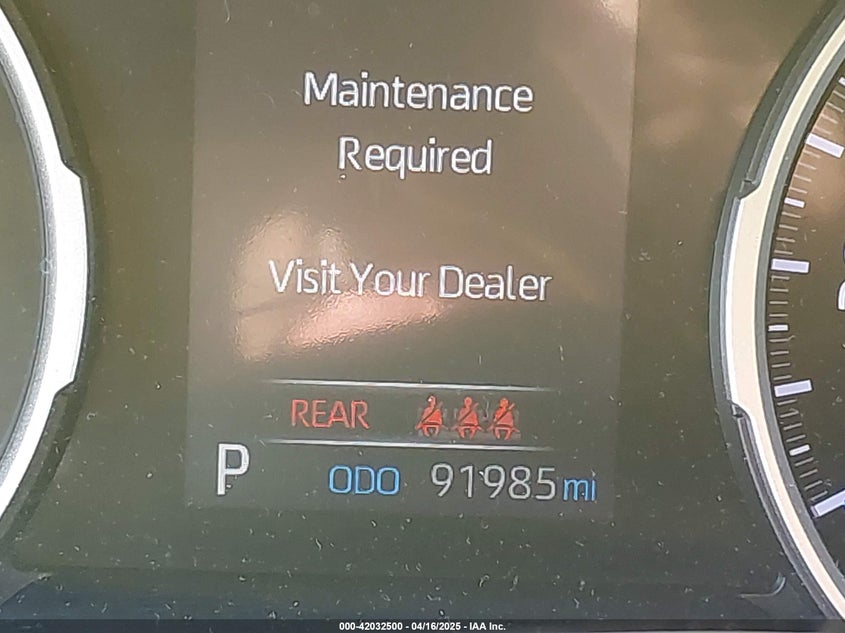 Maintenance
Required
Visit Your Dealer
REAR
P ODO 91985 mi
000-42032500 - 04/16/2025 - IAA Inc.